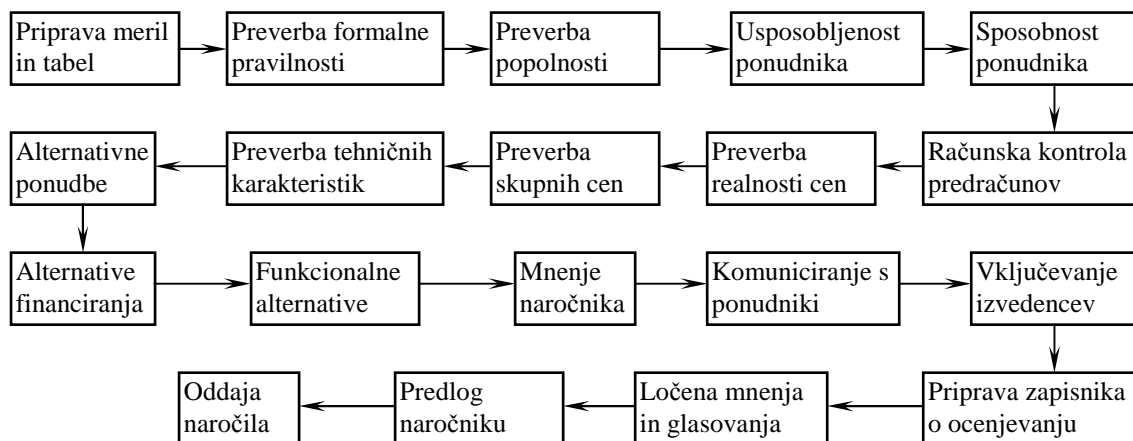 Priprava meril
in tabel
Preverba formalne
pravilnosti
Preverba
popolnosti
Usposobljenost
ponudnika
Sposobnost
ponudnika
Alternativne
ponudbe
Preverba tehničnih
karakteristik
Preverba
skupnih cen
Preverba
realnosti cen
Računska kontrola
predračunov
Alternative
financiranja
Funkcionalne
alternative
Mnenje
naročnika
Komuniciranje s
ponudniki
Vključevanje
izvedencev
Oddaja
naročila
Predlog
naročniku
Ločena mnenja
in glasovanja
Priprava zapisnika
o ocenjevanju